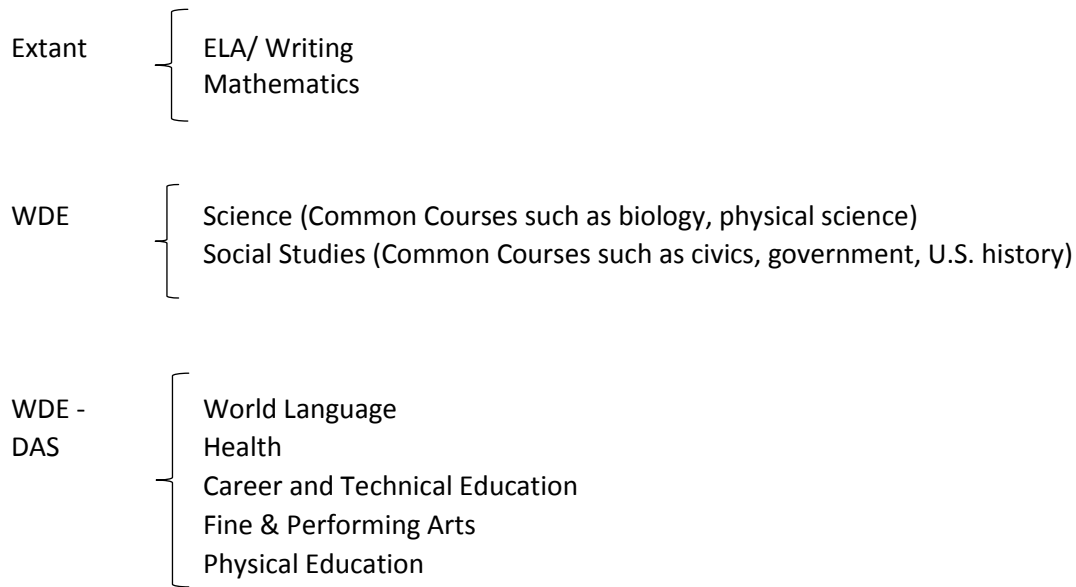 Extant
ELA/ Writing
Mathematics
WDE
Science (Common Courses such as biology, physical science)
Social Studies (Common Courses such as civics, government, U.S. history)
WDE -
DAS
World Language
Health
Career and Technical Education
Fine & Performing Arts
Physical Education